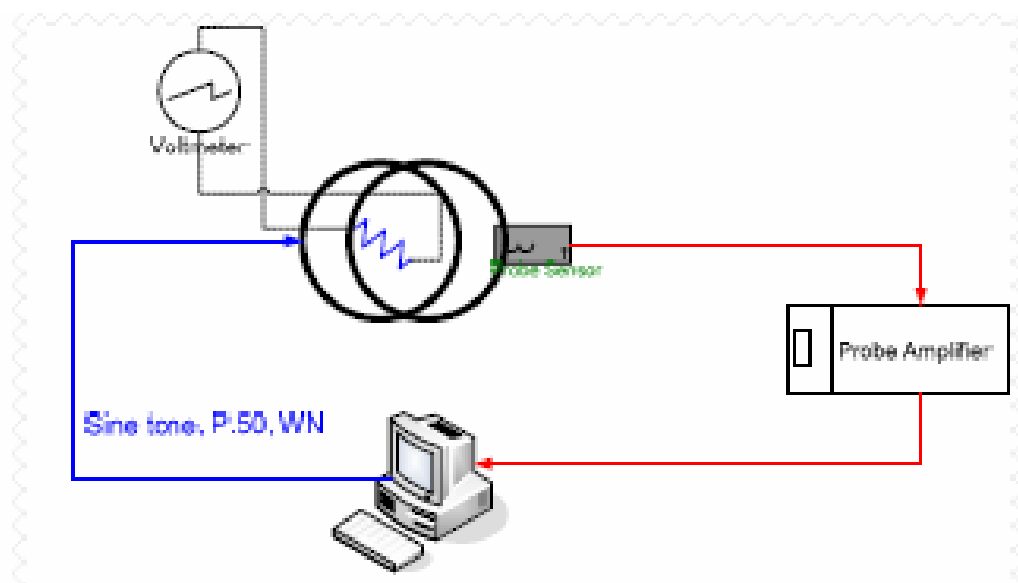 Voltmeter
Probe Sensor
Probe Amplifier
Sine tone, P.50, WN